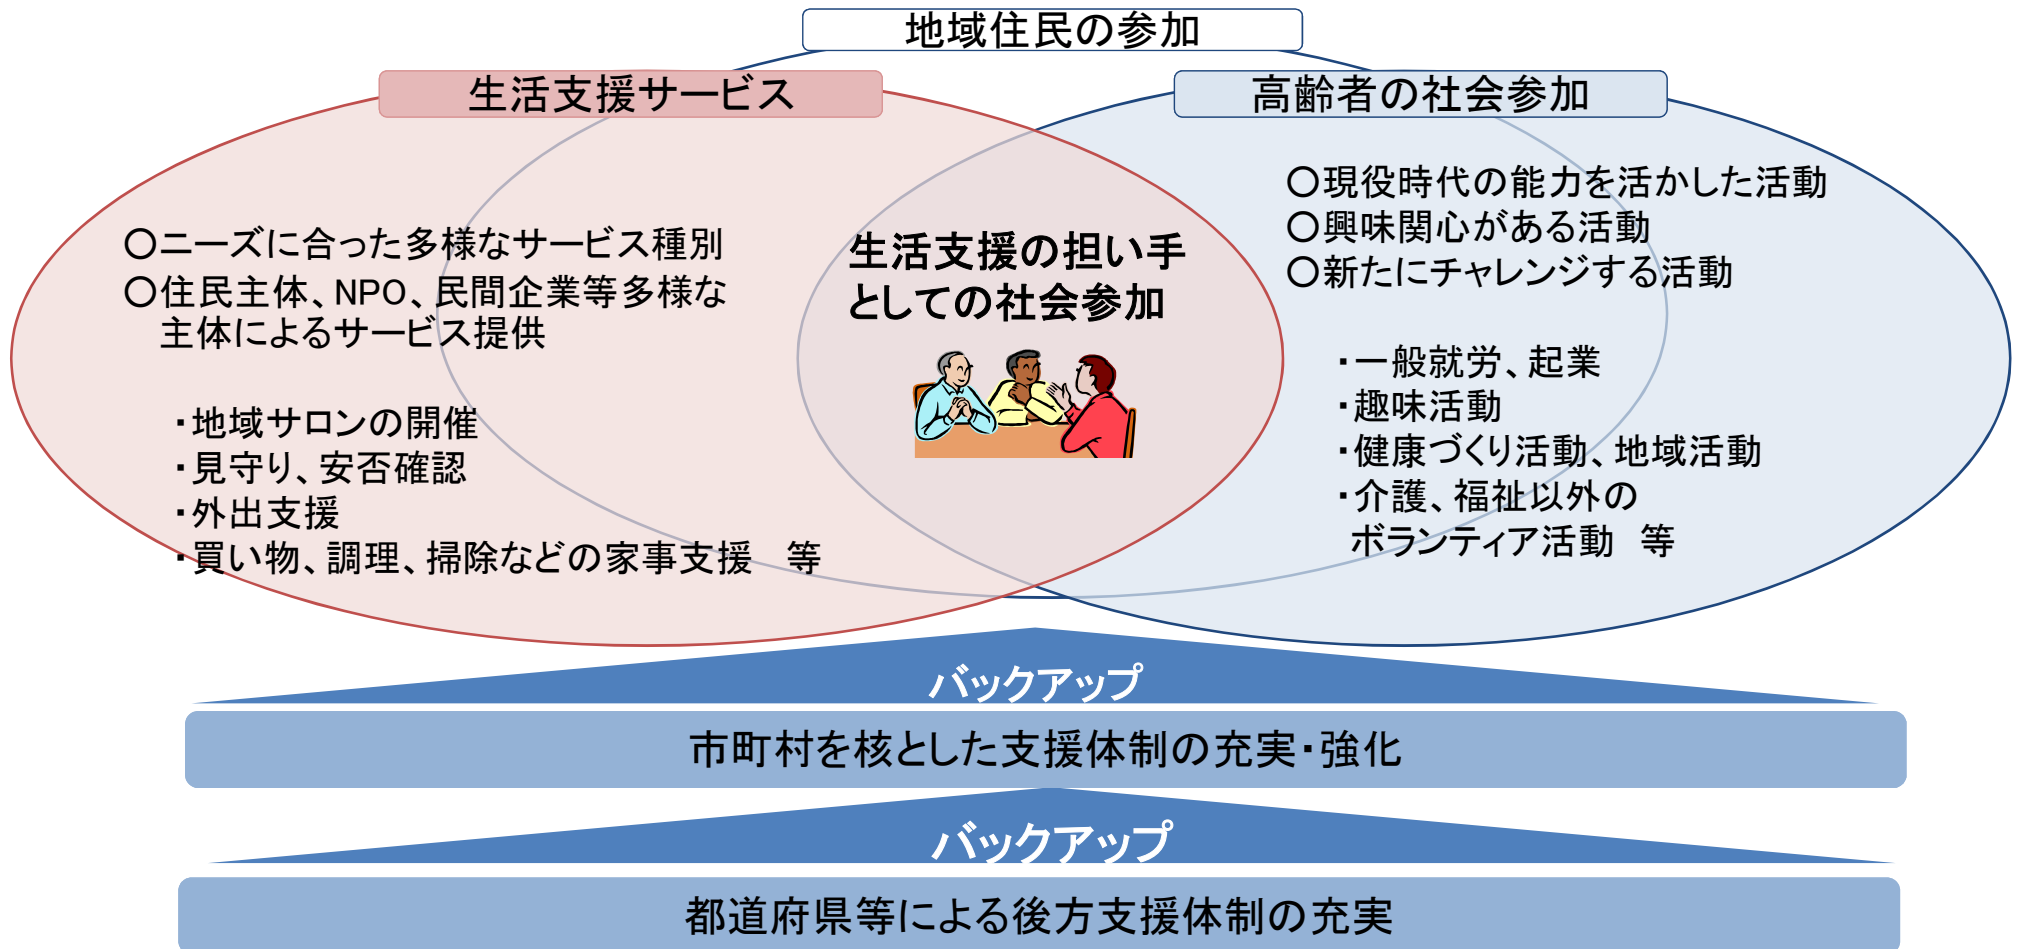 地域住民の参加
生活支援サービス
高齢者の社会参加
〇ニーズに合った多様なサービス種別
〇住民主体、NPO、民間企業等多様な
主体によるサービス提供
・地域サロンの開催
・見守り、安否確認
・外出支援
・買い物、調理、掃除などの家事支援　等
生活支援の担い手
としての社会参加
〇現役時代の能力を活かした活動
〇興味関心がある活動
〇新たにチャレンジする活動
・一般就労、起業
・趣味活動
・健康づくり活動、地域活動
・介護、福祉以外の
ボランティア活動　等
バックアップ
市町村を核とした支援体制の充実・強化
バックアップ
都道府県等による後方支援体制の充実